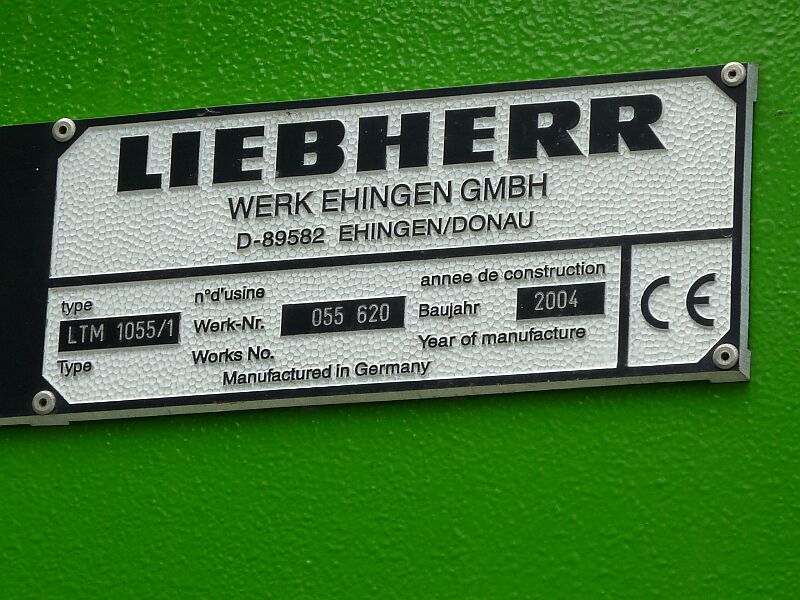 LIEBHERR
WERK EHINGEN GMBH
D-89582 EHINGEN/DONAU
type
LTM 1055/1
Type
n°d'usine
Werk-Nr. 055 620
Works No.
annee de construction
Baujahr 2004
Year of manufacture
Manufactured in Germany
CE